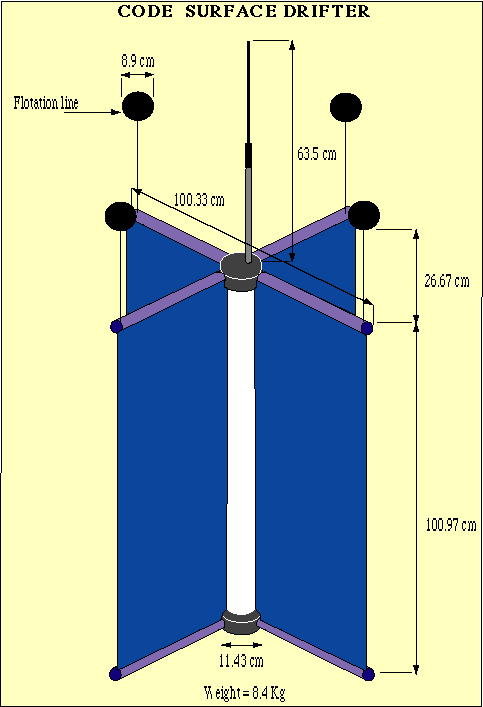 CODE SURFACE DRIFTER
8.9 cm
Flotation line
63.5 cm
100.33 cm
26.67 cm
100.97 cm
11.43 cm
Weight = 8.4 Kg